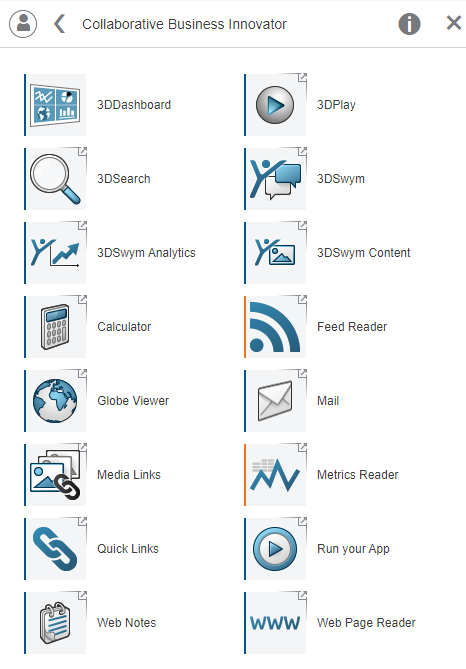 Collaborative Business Innovator
3DDashboard
3DPlay
3DSearch
3DSwym
3DSwym Analytics
3DSwym Content
Calculator
Feed Reader
Globe Viewer
Mail
Media Links
Metrics Reader
Quick Links
Run your App
Web Notes
www
Web Page Reader